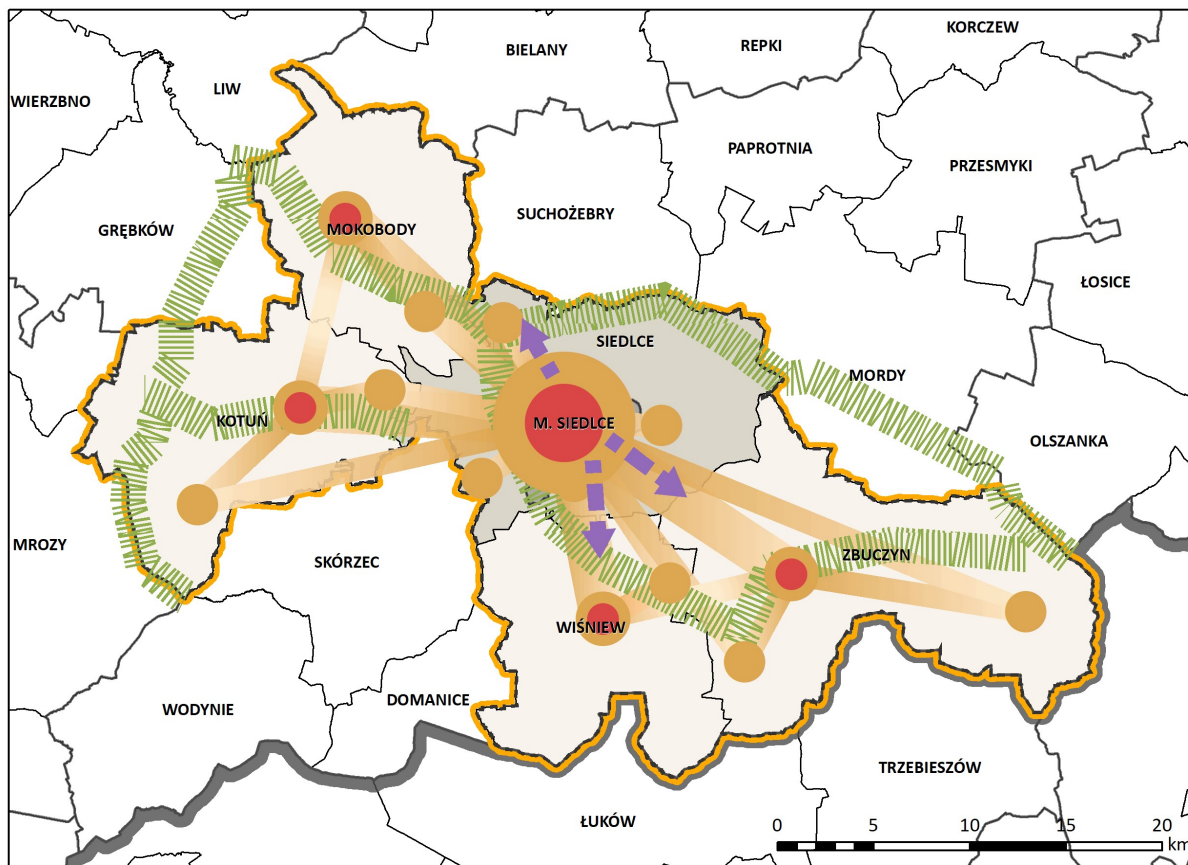 KORCZEW
BIELANY
REPKI
LIW
WIERZBNO
PAPROTNIA
PRZESMYKI
SUCHOŻEBRY
GRĘBKÓW
MOKOBODY
ŁOSICE
SIEDLCE
MORDY
KOTUŃ
M. SIEDLCE
OLSZANKA
MROZY
SKÓRZEC
ZBUCZYN
WIŚNIEW
DOMANICE
WODYNIE
TRZEBIESZÓW
ŁUKÓW
0 5 10 15 20
km